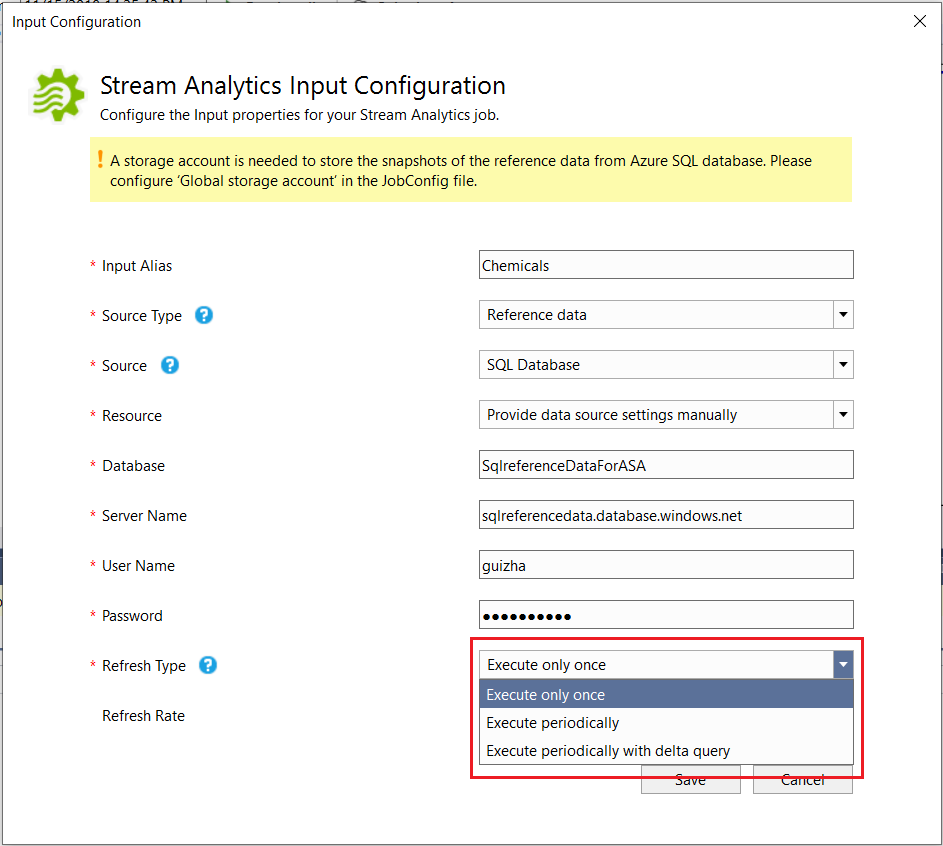 Input Configuration
Stream Analytics Input Configuration
Configure the Input properties for your Stream Analytics job.
! A storage account is needed to store the snapshots of the reference data from Azure SQL database. Please
configure ‘Global storage account’ in the JobConfig file.
* Input Alias Chemicals
* Source Type ? Reference data
* Source ? SQL Database
* Resource Provide data source settings manually
* Database SqlreferenceDataForASA
* Server Name sqlreferencedata.database.windows.net
* User Name guizha
* Password ●●●●●●●●●●
* Refresh Type ? Execute only once
Execute only once
Refresh Rate
Execute periodically
Execute periodically with delta query
Save Cancel